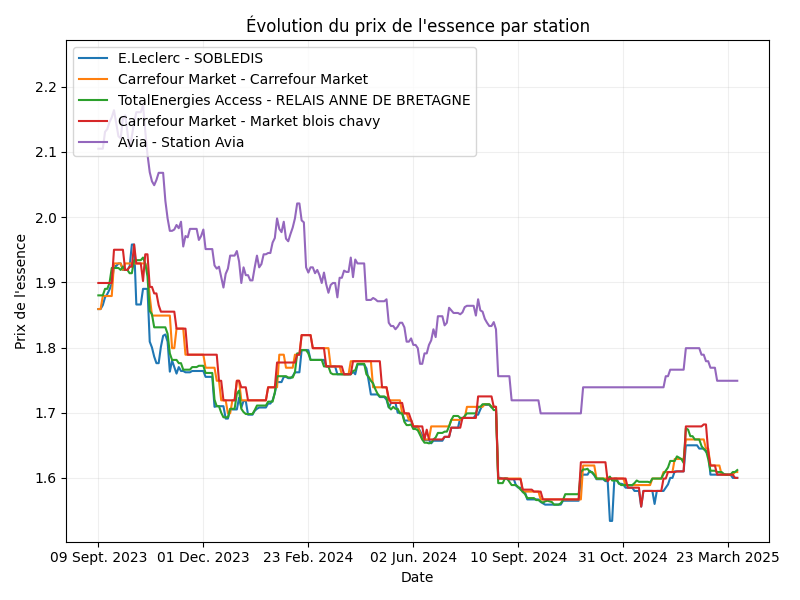 Évolution du prix de l'essence par station
E.Leclerc - SOBLEDIS
Carrefour Market - Carrefour Market
TotalEnergies Access - RELAIS ANNE DE BRETAGNE
Carrefour Market - Market blois chavy
Avia - Station Avia
Prix de l'essence
2.2
2.1
2.0
1.9
1.8
1.7
1.6
09 Sept. 2023
01 Dec. 2023
23 Feb. 2024
02 Jun. 2024
10 Sept. 2024
31 Oct. 2024
23 March 2025
Date